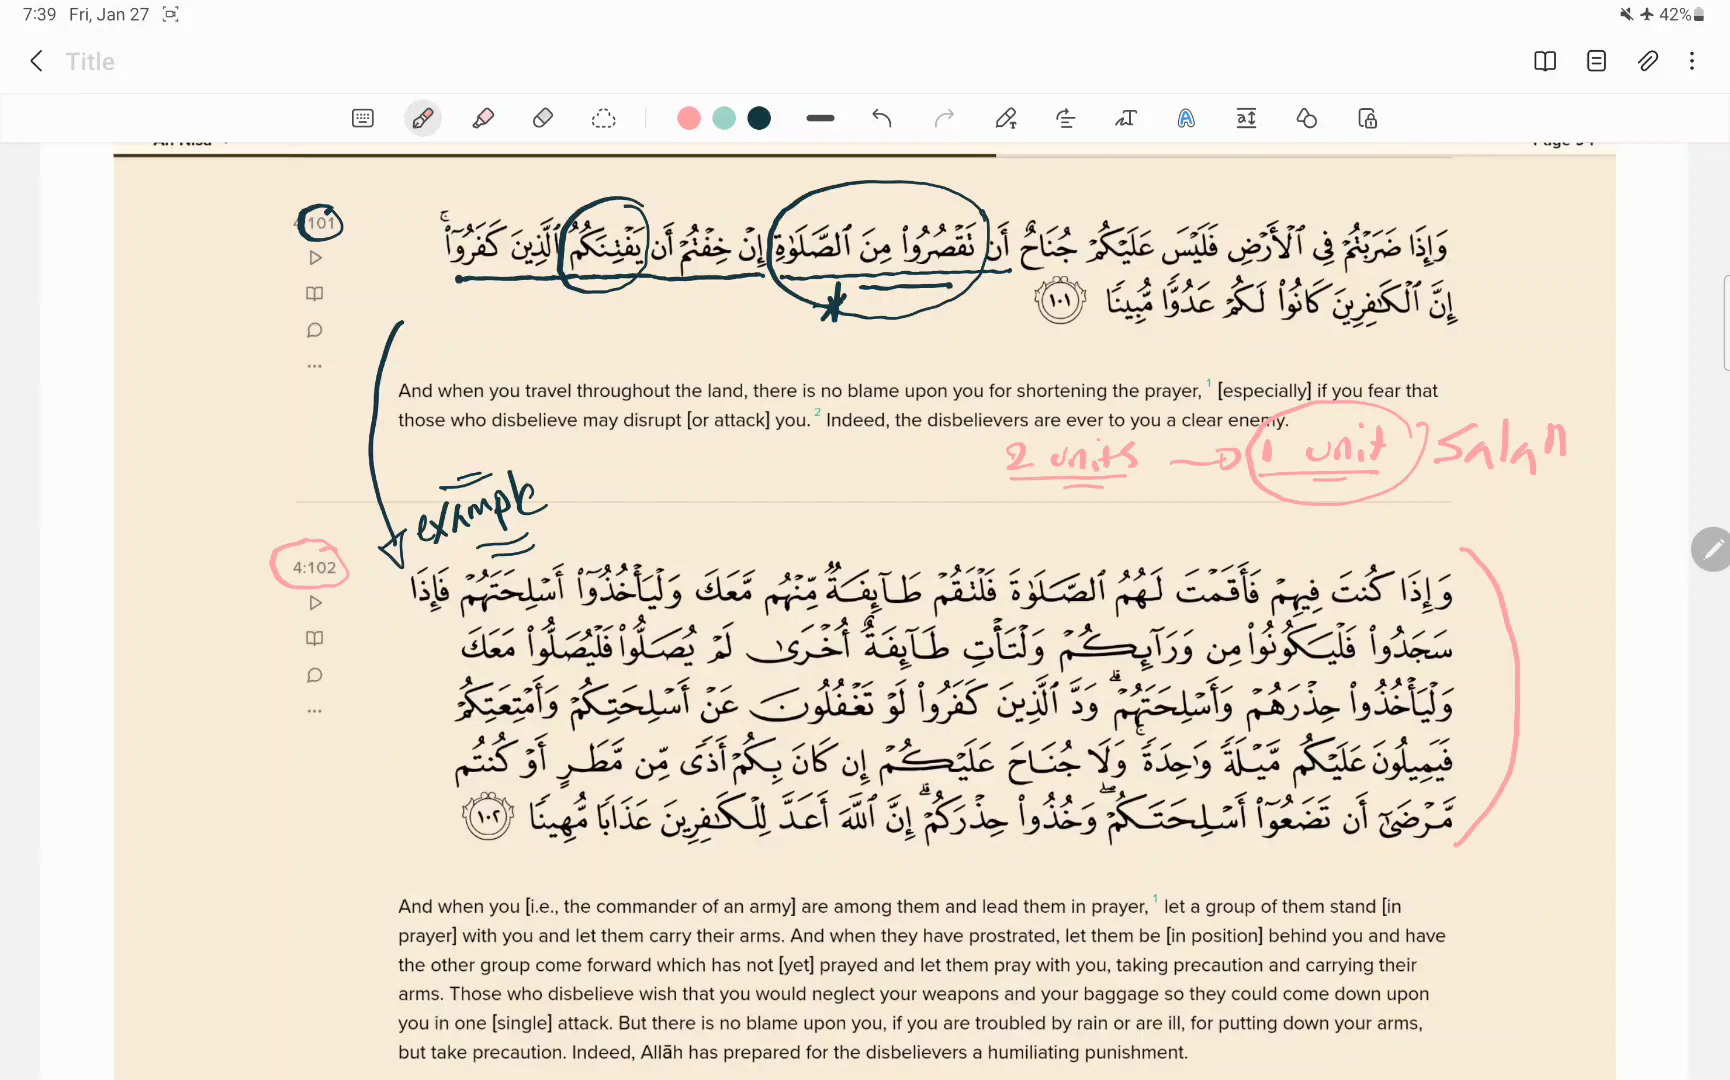 7:39 Fri, Jan 27
42%
Title
4:101
وَإِذَا ضَرَبْتُمْ فِى ٱلْأَرْضِ فَلَيْسَ عَلَيْكُمْ جُنَاحٌ أَن تَقْصُرُوا۟ مِنَ ٱلصَّلَوٰةِ إِنْ خِفْتُمْ أَن يَفْتِنَكُمُ ٱلَّذِينَ كَفَرُوٓا۟ ۚ
إِنَّ ٱلْكَـٰفِرِينَ كَانُوا۟ لَكُمْ عَدُوًّا مُّبِينًا ١٠١
And when you travel throughout the land, there is no blame upon you for shortening the prayer, 1 [especially] if you fear that
those who disbelieve may disrupt [or attack] you. 2 Indeed, the disbelievers are ever to you a clear enemy.
2 units → 1 unit salah
example
4:102
وَإِذَا كُنتَ فِيهِمْ فَأَقَمْتَ لَهُمُ ٱلصَّلَوٰةَ فَلْتَقُمْ طَآئِفَةٌ مِّنْهُم مَّعَكَ وَلْيَأْخُذُوٓا۟ أَسْلِحَتَهُمْ فَإِذَا
سَجَدُوا۟ فَلْيَكُونُوا۟ مِن وَرَآئِكُمْ وَلْتَأْتِ طَآئِفَةٌ أُخْرَىٰ لَمْ يُصَلُّوا۟ فَلْيُصَلُّوا۟ مَعَكَ
وَلْيَأْخُذُوا۟ حِذْرَهُمْ وَأَسْلِحَتَهُمْ ۗ وَدَّ ٱلَّذِينَ كَفَرُوا۟ لَوْ تَغْفُلُونَ عَنْ أَسْلِحَتِكُمْ وَأَمْتِعَتِكُمْ
فَيَمِيلُونَ عَلَيْكُم مَّيْلَةً وَٰحِدَةً ۚ وَلَا جُنَاحَ عَلَيْكُمْ إِن كَانَ بِكُمْ أَذًى مِّن مَّطَرٍ أَوْ كُنتُم
مَّرْضَىٰٓ أَن تَضَعُوٓا۟ أَسْلِحَتَكُمْ ۖ وَخُذُوا۟ حِذْرَكُمْ ۗ إِنَّ ٱللَّهَ أَعَدَّ لِلْكَـٰفِرِينَ عَذَابًا مُّهِينًا ١٠٢
And when you [i.e., the commander of an army] are among them and lead them in prayer, 1 let a group of them stand [in
prayer] with you and let them carry their arms. And when they have prostrated, let them be [in position] behind you and have
the other group come forward which has not [yet] prayed and let them pray with you, taking precaution and carrying their
arms. Those who disbelieve wish that you would neglect your weapons and your baggage so they could come down upon
you in one [single] attack. But there is no blame upon you, if you are troubled by rain or are ill, for putting down your arms,
but take precaution. Indeed, Allāh has prepared for the disbelievers a humiliating punishment.